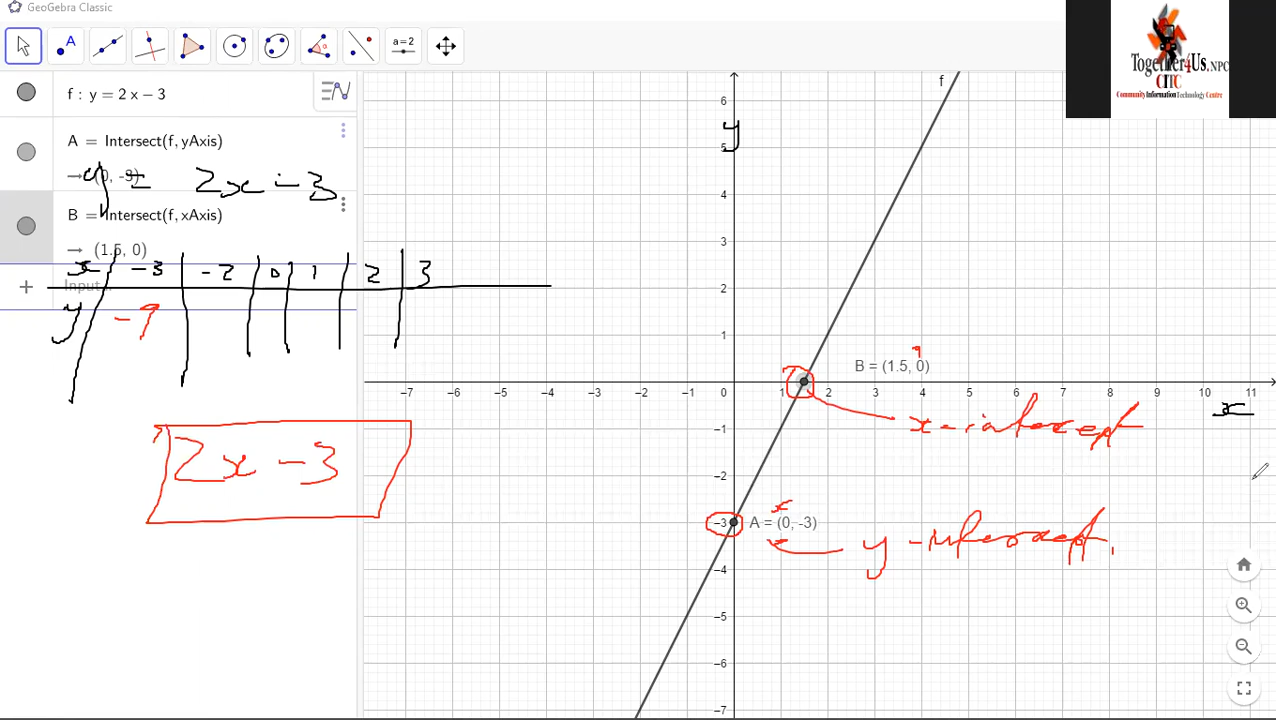 GeoGebra Classic
A
a=2
f : y = 2 x − 3
A = Intersect(f, yAxis)
→ (0, -3)
y = 2x − 3
B = Intersect(f, xAxis)
→ (1.5, 0)
x -3 -2 0 1 2 3
Input...
y -9
2x − 3
f
y
6
5
4
3
2
1
−7 −6 −5 −4 −3 −2 −1 0 1 2 3 4 5 6 7 8 9 10 11
−1
−2
−3
−4
−5
−6
−7
B = (1.5, 0)
x
x-intercept
x
A = (0, -3)
y-intercept.
Together4Us, NPC
CITC
Community Information Technology Centre